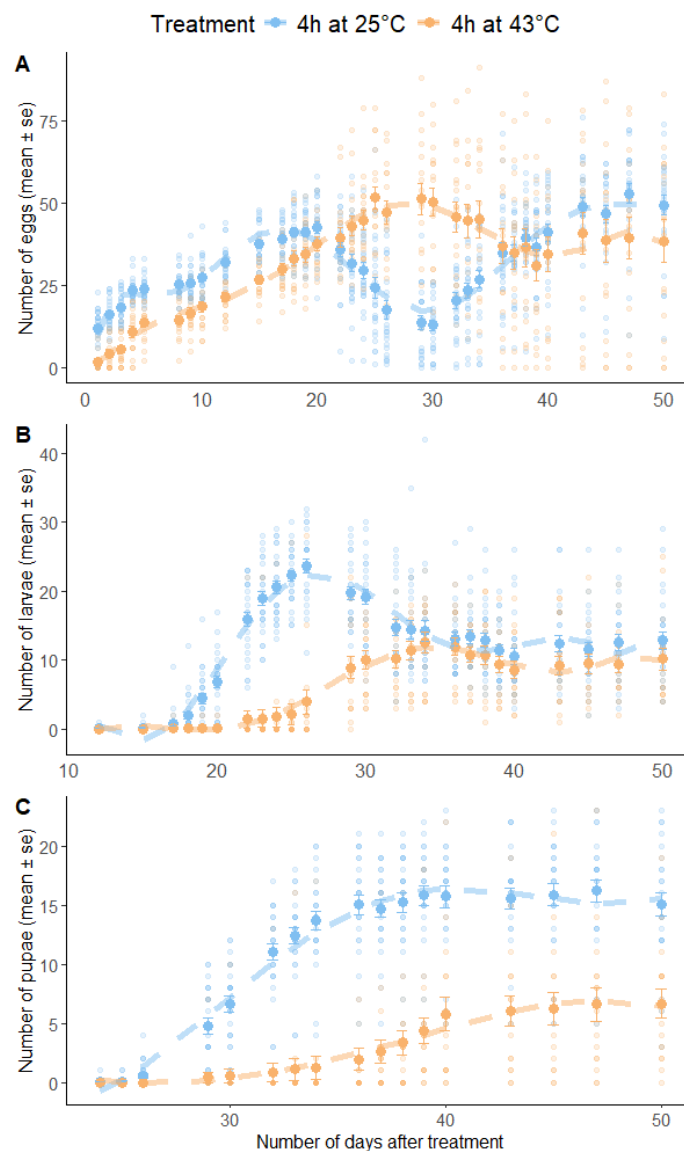 Treatment 4h at 25°C 4h at 43°C
A
Number of eggs (mean ± se)
75
50
25
0
0 10 20 30 40 50
B
Number of larvae (mean ± se)
40
30
20
10
0
10 20 30 40 50
C
Number of pupae (mean ± se)
20
15
10
5
0
30 40 50
Number of days after treatment